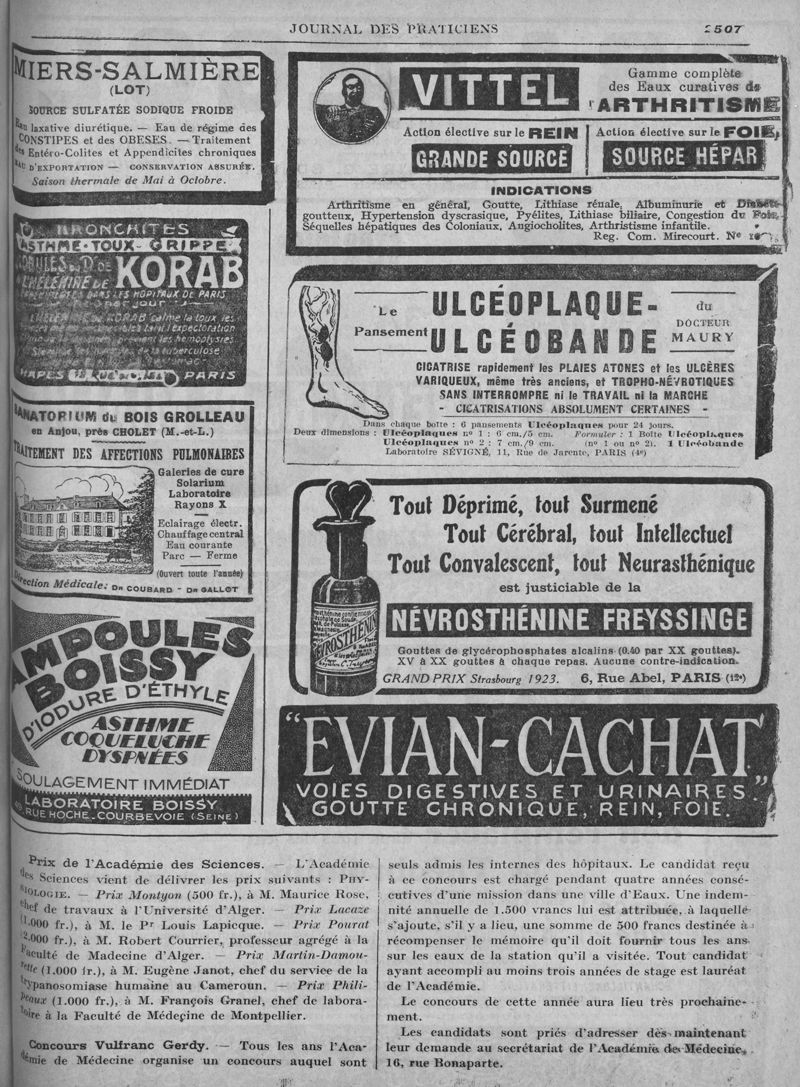 JOURNAL DES PRATICIENS
MIERS-SALMIÈRE
(LOT)
SOURCE SULFATÉE SODIQUE FROIDE
Eau laxative diurétique. — Eau de régime des
CONSTIPES et des OBESES. — Traitement
des Entéro-Colites et Appendicites chroniques
EAU D'EXPORTATION — CONSERVATION ASSURÉE.
Saison thermale de Mai à Octobre.
VITTEL
Gamme complète
des Eaux curatives de
l'ARTHRITISME
Action élective sur le REIN
GRANDE SOURCE
Action élective sur le FOIE,
SOURCE HÉPAR
INDICATIONS
Arthritisme en général, Goutte, Lithiase rénale, Albuminurie et Diabète
goutteux, Hypertension dyscrasique, Pyélites, Lithiase biliaire, Congestion du Foie,
Séquelles hépatiques des Coloniaux, Angiocholites, Arthristisme infantile.
Reg. Com. Mirecourt. No
BRONCHITES
ASTHME·TOUX·GRIPPE
GLOBULES du Dr de
KORAB
DANS LES HOPITAUX DE PARIS
KORAB calme la toux
l'expectoration
les hemoptysies
de la tuberculose
PARIS
Le
Pansement
ULCÉOPLAQUE-
ULCÉOBANDE
du
DOCTEUR
MAURY
CICATRISE rapidement les PLAIES ATONES et les ULCÈRES
VARIQUEUX, même très anciens, et TROPHO-NÉVROTIQUES
SANS INTERROMPRE ni LE TRAVAIL ni LA MARCHE
- CICATRISATIONS ABSOLUMENT CERTAINES -
Dans chaque boîte : 6 pansements Ulcéoplaques pour 24 jours.
Deux dimensions : Ulcéoplaques no 1 : 6 cm./5 cm. Formuler : 1 Boîte Ulcéoplaques
Ulcéoplaques no 2 : 7 cm./9 cm. (no 1 ou no 2). 1 Ulcéobande
Laboratoire SÉVIGNÉ, 11, Rue de Jarente, PARIS (4e)
SANATORIUM du BOIS GROLLEAU
en Anjou, près CHOLET (M.-et-L.)
TRAITEMENT DES AFFECTIONS PULMONAIRES
Galeries de cure
Solarium
Laboratoire
Rayons X
Eclairage électr.
Chauffage central
Eau courante
Parc — Ferme
(Ouvert toute l'année)
Direction Médicale: Dr COUBARD - Dr GALLOT
Tout Déprimé, tout Surmené
Tout Cérébral, tout Intellectuel
Tout Convalescent, tout Neurasthénique
est justiciable de la
NÉVROSTHÉNINE FREYSSINGE
Gouttes de glycérophosphates alcalins (0.40 par XX gouttes).
XV à XX gouttes à chaque repas. Aucune contre-indication.
GRAND PRIX Strasbourg 1923. 6, Rue Abel, PARIS (12e)
AMPOULES
BOISSY
D'IODURE D'ÉTHYLE
ASTHME
COQUELUCHE
DYSPNÉES
SOULAGEMENT IMMÉDIAT
LABORATOIRE BOISSY
RUE HOCHE-COURBEVOIE (SEINE)
"EVIAN-CACHAT"
VOIES DIGESTIVES ET URINAIRES
GOUTTE CHRONIQUE, REIN, FOIE.
Prix de l'Académie des Sciences. — L'Académie
des Sciences vient de délivrer les prix suivants : PHY-
SIOLOGIE. — Prix Montyon (500 fr.), à M. Maurice Rose,
chef de travaux à l'Université d'Alger. — Prix Lacaze
(1.000 fr.), à M. le Pr Louis Lapicque. — Prix Pourat
(2.000 fr.), à M. Robert Courrier, professeur agrégé à la
Faculté de Madecine d'Alger. — Prix Martin-Damou-
rette (1.000 fr.), à M. Eugène Janot, chef du service de la
trypanosomiase humaine au Cameroun. — Prix Phili-
peaux (1.000 fr.), à M. François Granel, chef de labora-
toire à la Faculté de Médeçine de Montpellier.
Concours Vulfranc Gerdy. — Tous les ans l'Aca-
démie de Médecine organise un concours auquel sont
seuls admis les internes des hôpitaux. Le candidat reçu
à ce concours est chargé pendant quatre années consé-
cutives d'une mission dans une ville d'Eaux. Une indem-
nité annuelle de 1.500 vrancs lui est attribuée, à laquelle
s'ajoute, s'il y a lieu, une somme de 500 francs destinée à
récompenser le mémoire qu'il doit fournir tous les ans
sur les eaux de la station qu'il a visitée. Tout candidat
ayant accompli au moins trois années de stage est lauréat
de l'Académie.
Le concours de cette année aura lieu très prochaine-
ment.
Les candidats sont priés d'adresser dès maintenant
leur demande au secrétariat de l'Académie de Médecine,
16, rue Bonaparte.